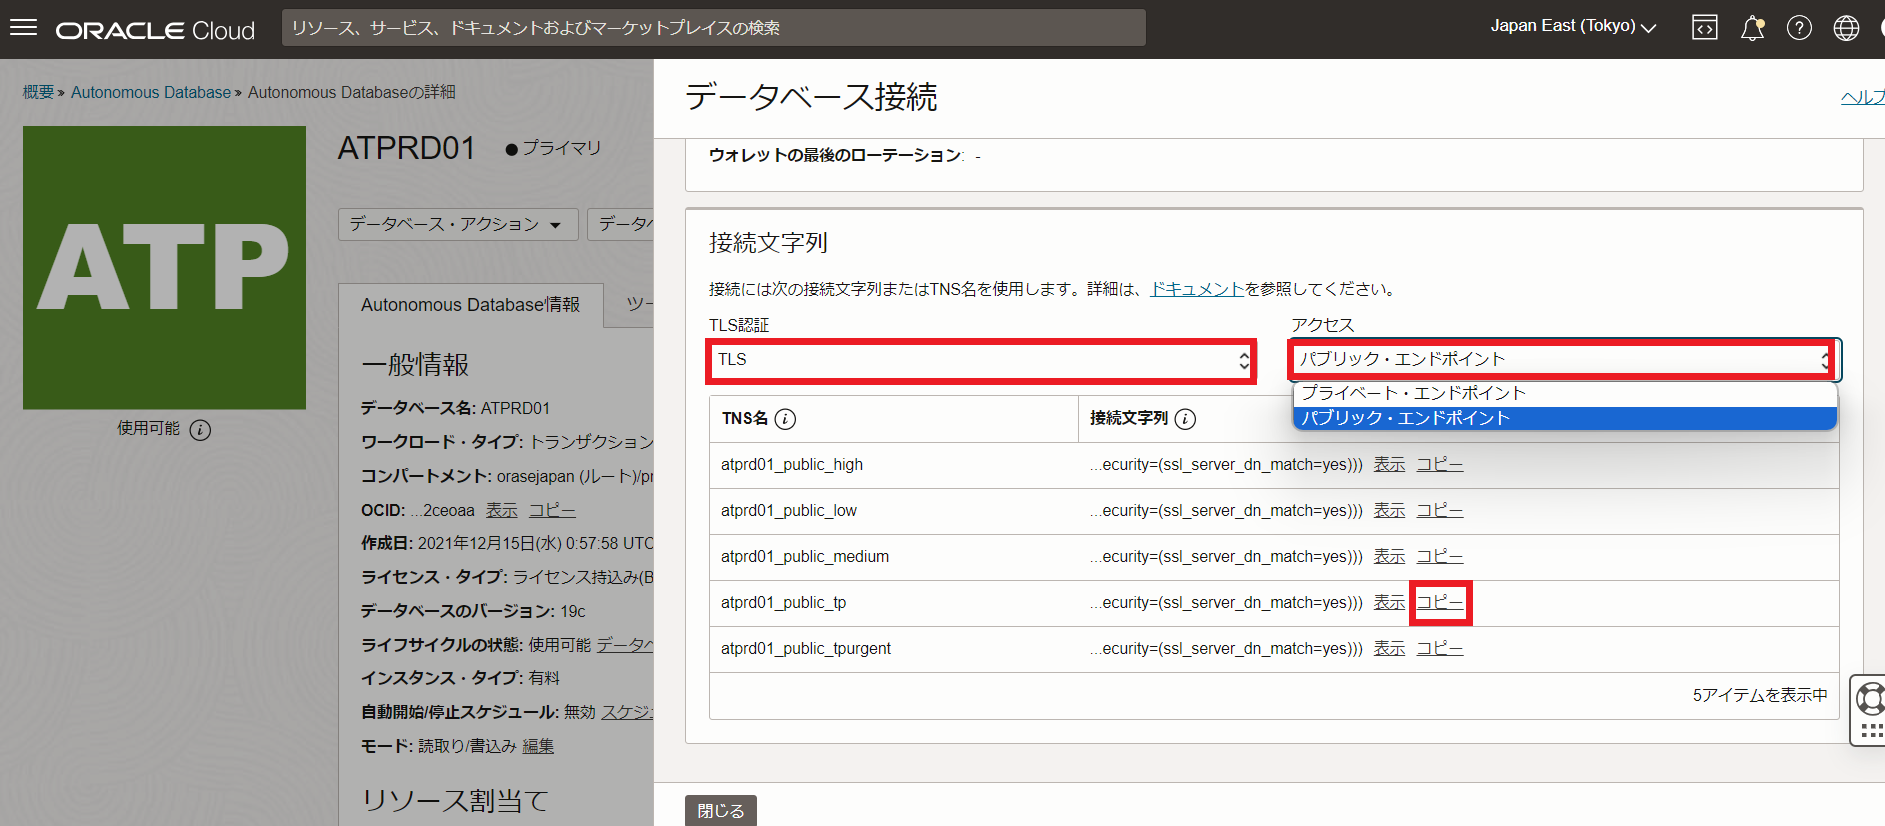 ORACLE Cloud
リソース、サービス、ドキュメントおよびマーケットプレイスの検索
Japan East (Tokyo)
概要 » Autonomous Database » Autonomous Databaseの詳細
ATP
使用可能
ATPRD01
プライマリ
データベース・アクション
データベ
Autonomous Database情報
ツー
一般情報
データベース名: ATPRD01
ワークロード・タイプ: トランザクション
コンパートメント: orasejapan (ルート)/pr
OCID: ...2ceoaa 表示 コピー
作成日: 2021年12月15日(水) 0:57:58 UTC
ライセンス・タイプ: ライセンス持込み(B
データベースのバージョン: 19c
ライフサイクルの状態: 使用可能 データベ
インスタンス・タイプ: 有料
自動開始/停止スケジュール: 無効 スケジュ
モード: 読取り/書込み 編集
リソース割当て
データベース接続
ヘルプ
ウォレットの最後のローテーション: -
接続文字列
接続には次の接続文字列またはTNS名を使用します。詳細は、ドキュメントを参照してください。
TLS認証
TLS
アクセス
パブリック・エンドポイント
プライベート・エンドポイント
パブリック・エンドポイント
TNS名
接続文字列
atprd01_public_high ...ecurity=(ssl_server_dn_match=yes))) 表示 コピー
atprd01_public_low ...ecurity=(ssl_server_dn_match=yes))) 表示 コピー
atprd01_public_medium ...ecurity=(ssl_server_dn_match=yes))) 表示 コピー
atprd01_public_tp ...ecurity=(ssl_server_dn_match=yes))) 表示 コピー
atprd01_public_tpurgent ...ecurity=(ssl_server_dn_match=yes))) 表示 コピー
5アイテムを表示中
閉じる